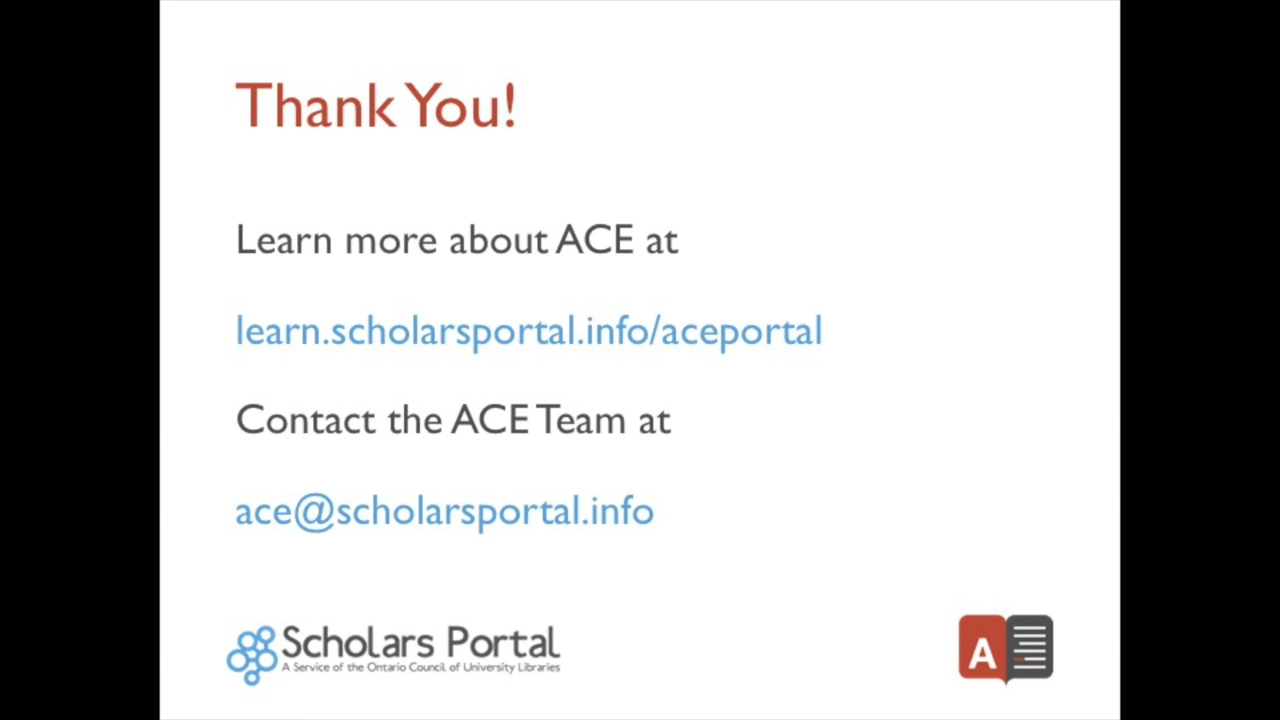 Thank You!
Learn more about ACE at
learn.scholarsportal.info/aceportal
Contact the ACE Team at
ace@scholarsportal.info
Scholars Portal
A Service of the Ontario Council of University Libraries
A